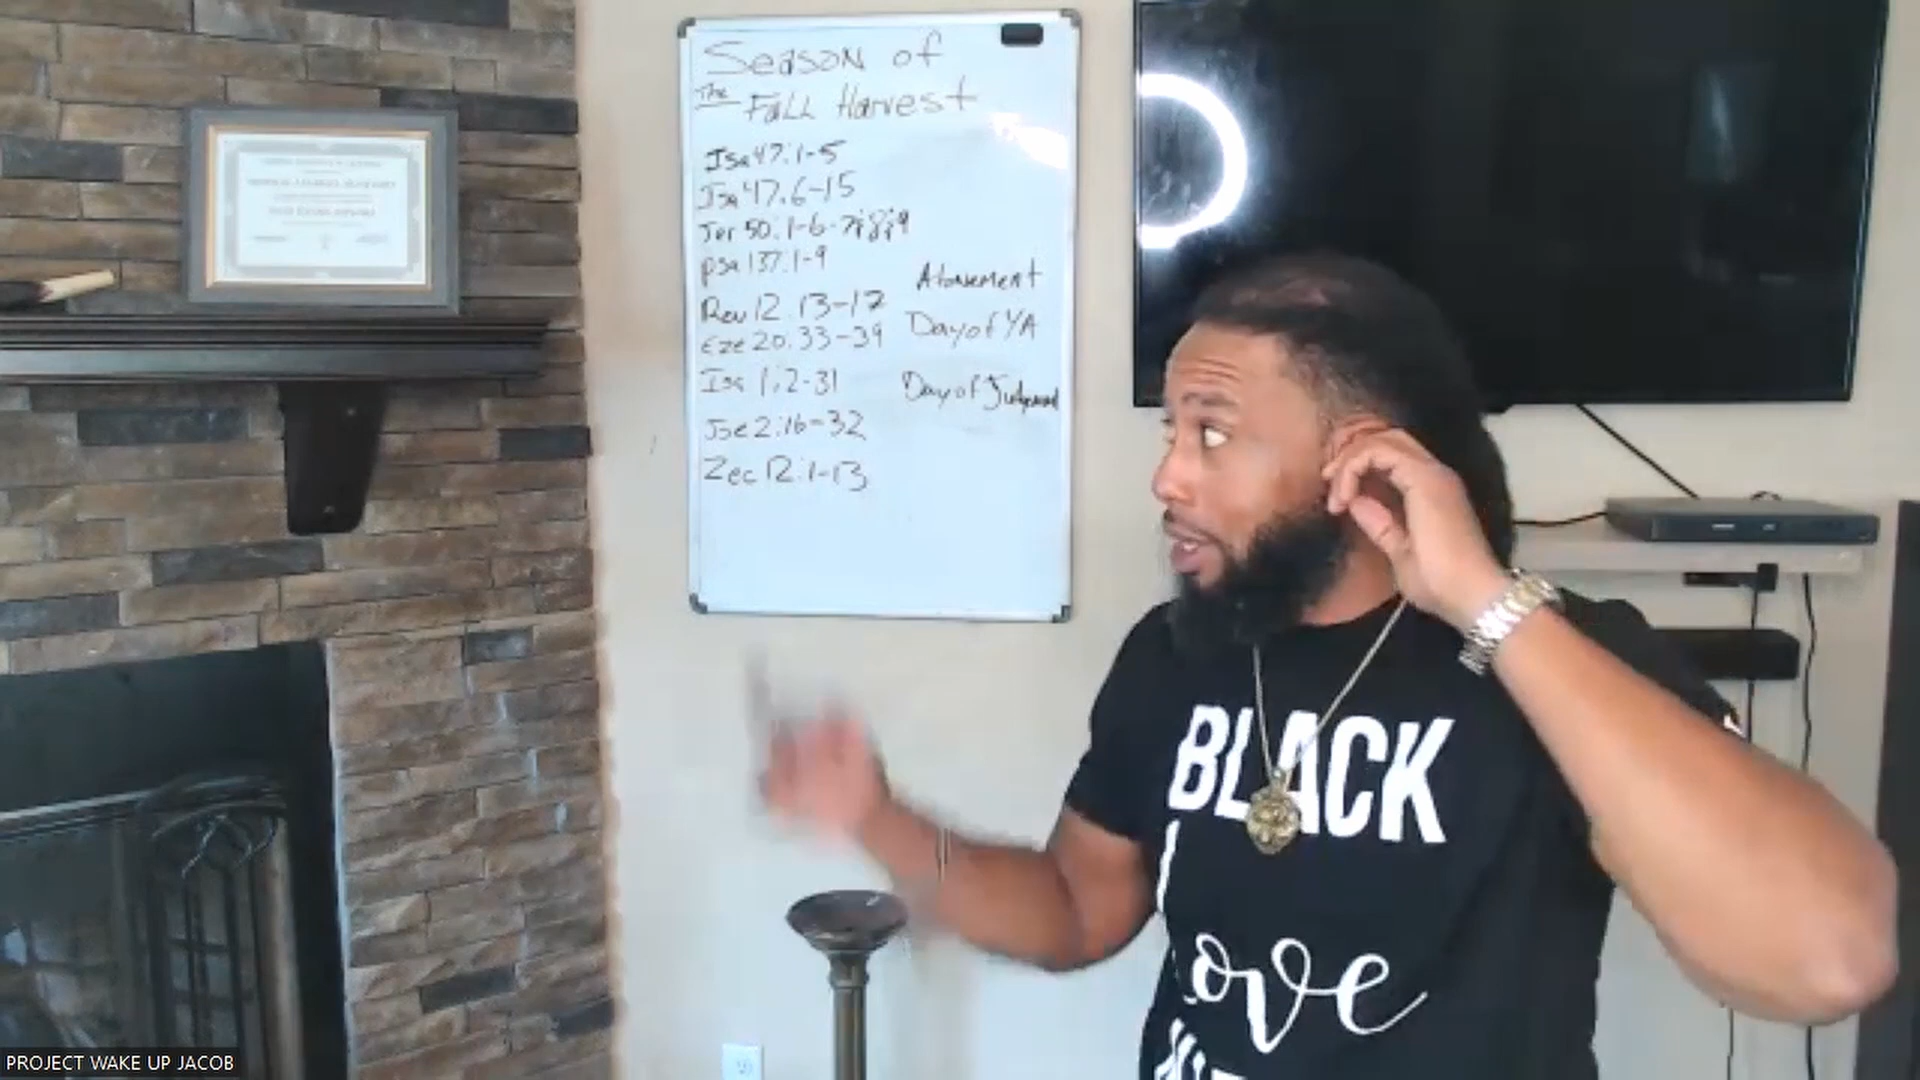 Season of
The Fall Harvest
Isa 47:1-5
Isa 47.6-15
Jer 50:1-6-7;8;9
psa 137.1-9
Rev 12.13-17
Eze 20.33-39
Isa 1:2-31
Joe 2:16-32
Zec 12:1-13
Atonement
Day of YA
Day of Judgement
BLACK
Love
PROJECT WAKE UP JACOB